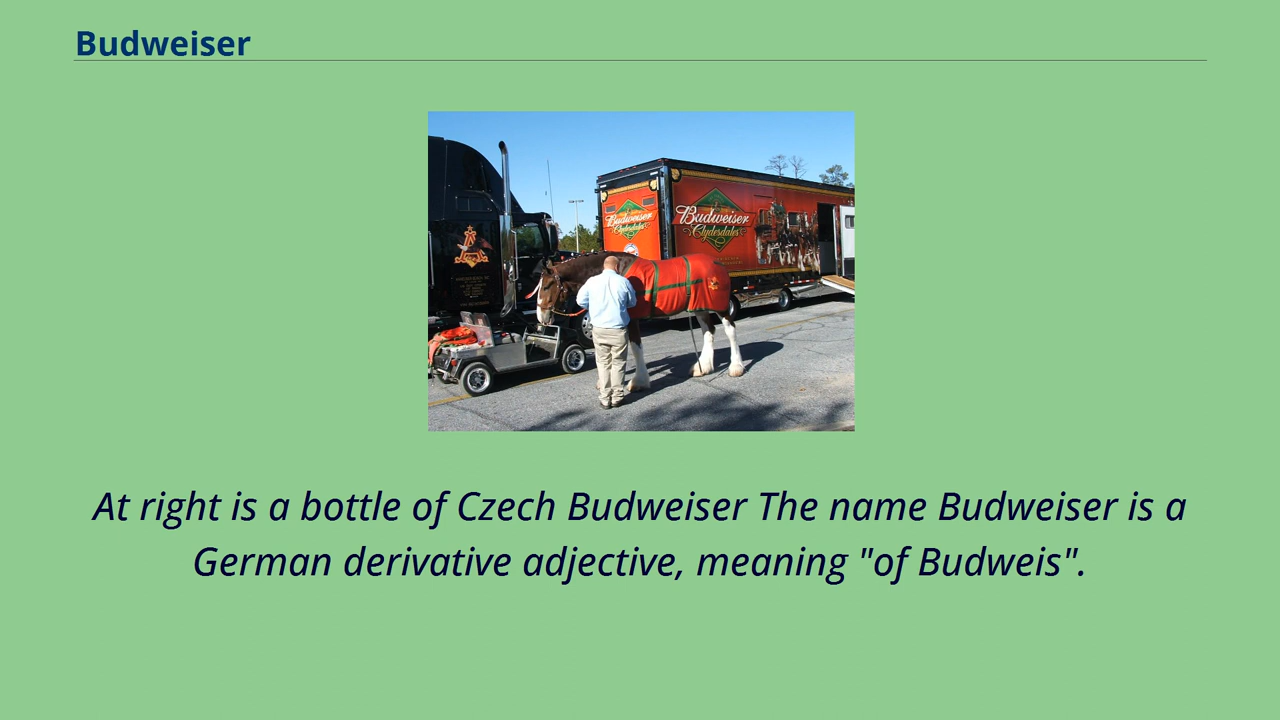 Budweiser
Budweiser
Clydesdales
Budweiser
Clydesdales
At right is a bottle of Czech Budweiser The name Budweiser is a
German derivative adjective, meaning "of Budweis".